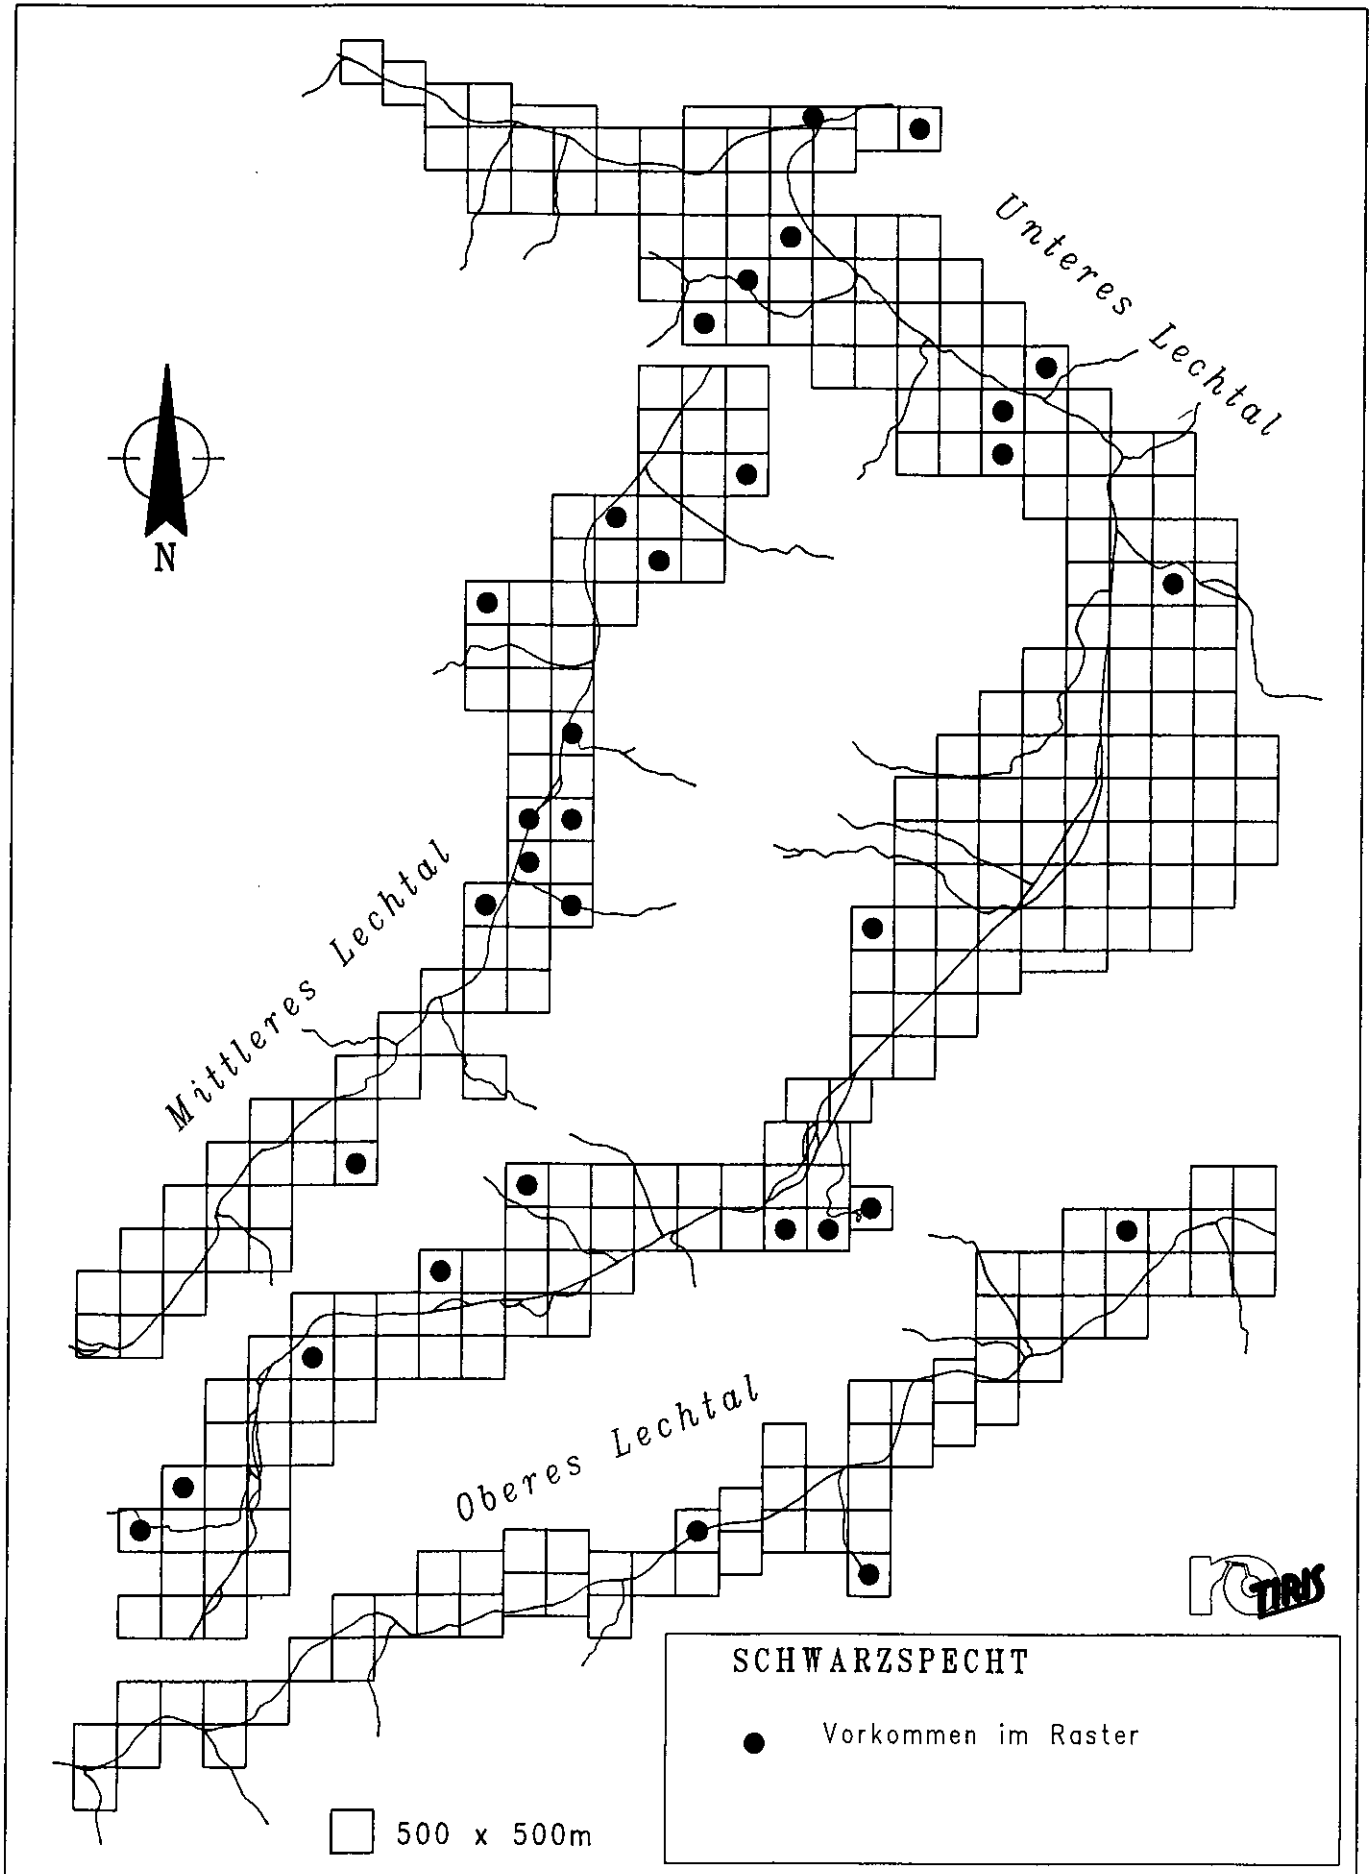 Unteres Lechtal
N
Mittleres Lechtal
Oberes Lechtal
TIRIS
SCHWARZSPECHT
Vorkommen im Raster
500 x 500m